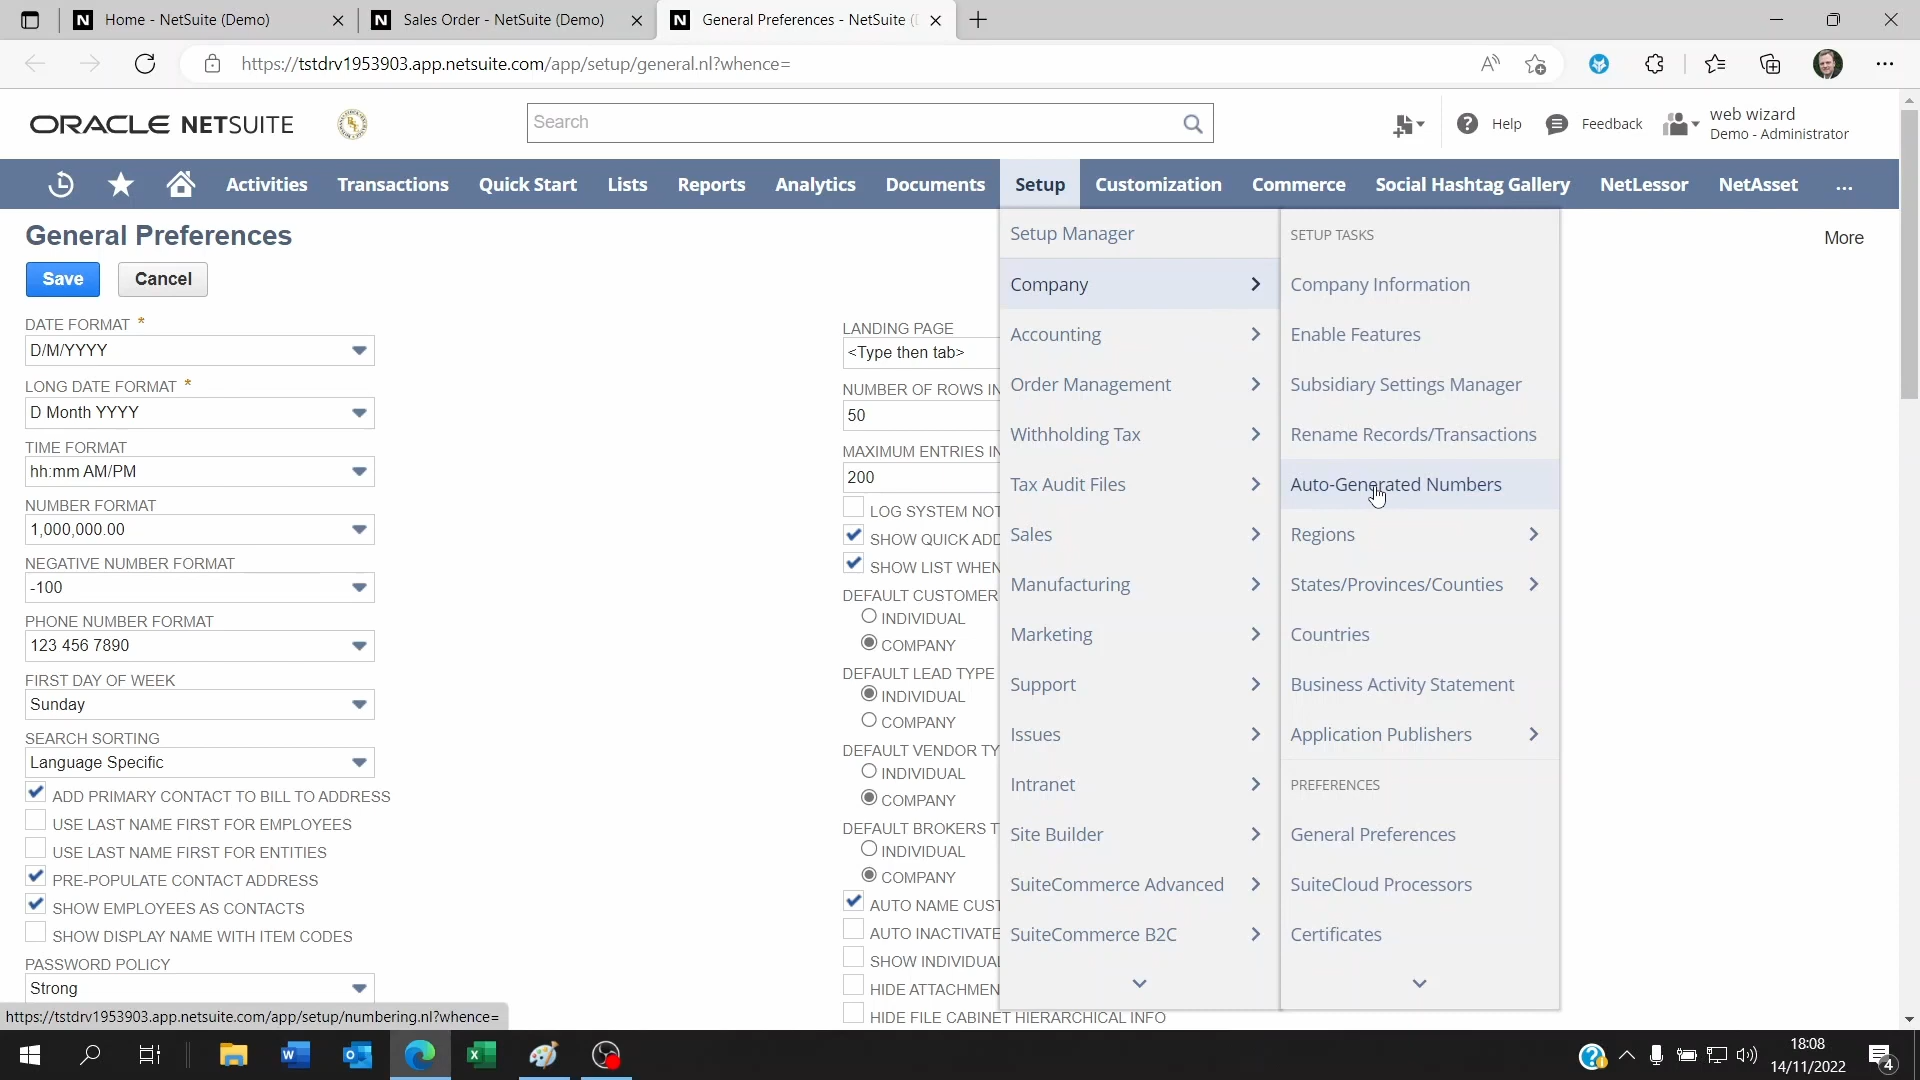 Home - NetSuite (Demo)
Sales Order - NetSuite (Demo)
General Preferences - NetSuite (
https://tstdrv1953903.app.netsuite.com/app/setup/general.nl?whence=
ORACLE NETSUITE
Search
Help
Feedback
web wizard
Demo - Administrator
Activities
Transactions
Quick Start
Lists
Reports
Analytics
Documents
Setup
Customization
Commerce
Social Hashtag Gallery
NetLessor
NetAsset
...
General Preferences
More
Save
Cancel
DATE FORMAT *
D/M/YYYY
LONG DATE FORMAT *
D Month YYYY
TIME FORMAT
hh:mm AM/PM
NUMBER FORMAT
1,000,000.00
NEGATIVE NUMBER FORMAT
-100
PHONE NUMBER FORMAT
123 456 7890
FIRST DAY OF WEEK
Sunday
SEARCH SORTING
Language Specific
ADD PRIMARY CONTACT TO BILL TO ADDRESS
USE LAST NAME FIRST FOR EMPLOYEES
USE LAST NAME FIRST FOR ENTITIES
PRE-POPULATE CONTACT ADDRESS
SHOW EMPLOYEES AS CONTACTS
SHOW DISPLAY NAME WITH ITEM CODES
PASSWORD POLICY
Strong
LANDING PAGE
<Type then tab>
NUMBER OF ROWS IN
50
MAXIMUM ENTRIES IN
200
LOG SYSTEM NOT
SHOW QUICK ADD
SHOW LIST WHEN
DEFAULT CUSTOMER
INDIVIDUAL
COMPANY
DEFAULT LEAD TYPE
INDIVIDUAL
COMPANY
DEFAULT VENDOR TY
INDIVIDUAL
COMPANY
DEFAULT BROKERS T
INDIVIDUAL
COMPANY
AUTO NAME CUST
AUTO INACTIVATE
SHOW INDIVIDUAL
HIDE ATTACHMEN
HIDE FILE CABINET HIERARCHICAL INFO
Setup Manager
Company
Accounting
Order Management
Withholding Tax
Tax Audit Files
Sales
Manufacturing
Marketing
Support
Issues
Intranet
Site Builder
SuiteCommerce Advanced
SuiteCommerce B2C
SETUP TASKS
Company Information
Enable Features
Subsidiary Settings Manager
Rename Records/Transactions
Auto-Generated Numbers
Regions
States/Provinces/Counties
Countries
Business Activity Statement
Application Publishers
PREFERENCES
General Preferences
SuiteCloud Processors
Certificates
https://tstdrv1953903.app.netsuite.com/app/setup/numbering.nl?whence=
18:08
14/11/2022
4